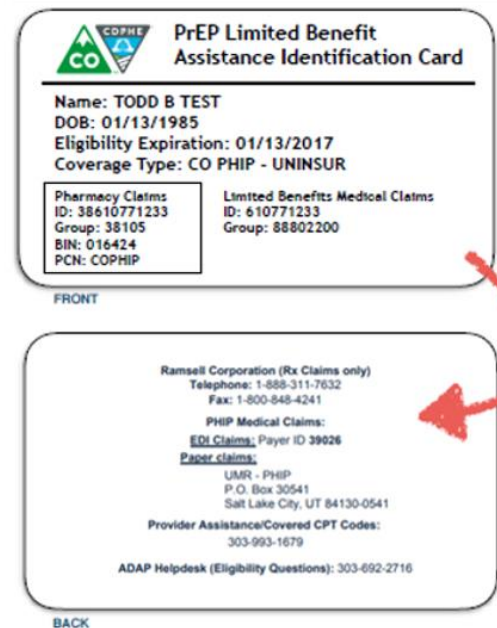 CO
CDPHE
PrEP Limited Benefit
Assistance Identification Card
Name: TODD B TEST
DOB: 01/13/1985
Eligibility Expiration: 01/13/2017
Coverage Type: CO PHIP - UNINSUR
Pharmacy Claims
ID: 38610771233
Group: 38105
BIN: 016424
PCN: COPHIP
Limited Benefits Medical Claims
ID: 610771233
Group: 88802200
FRONT
Ramsell Corporation (Rx Claims only)
Telephone: 1-888-311-7632
Fax: 1-800-848-4241
PHIP Medical Claims:
EDI Claims: Payer ID 39026
Paper claims:
UMR - PHIP
P.O. Box 30541
Salt Lake City, UT 84130-0541
Provider Assistance/Covered CPT Codes:
303-993-1679
ADAP Helpdesk (Eligibility Questions): 303-692-2716
BACK